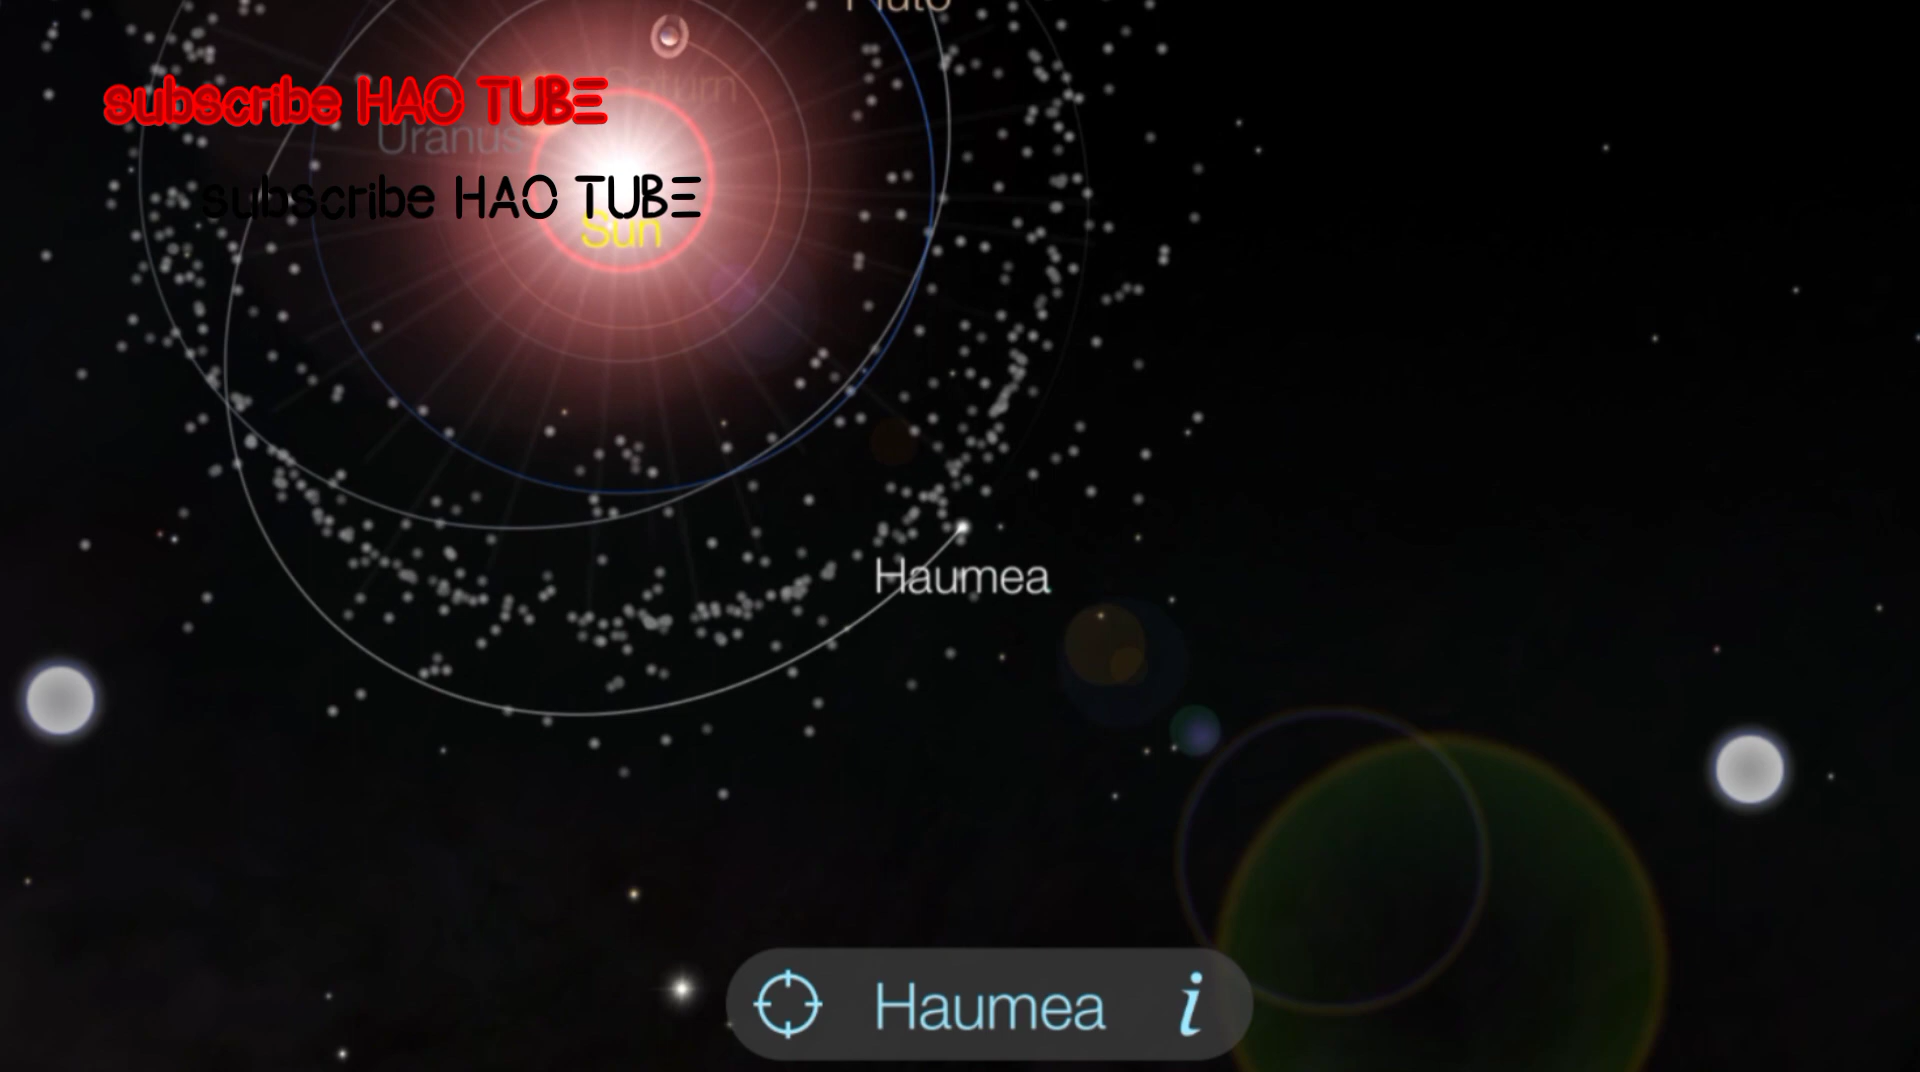 Pluto
subscribe HAO TUBE
Saturn
Uranus
subscribe HAO TUBE
Sun
Haumea
Haumea i